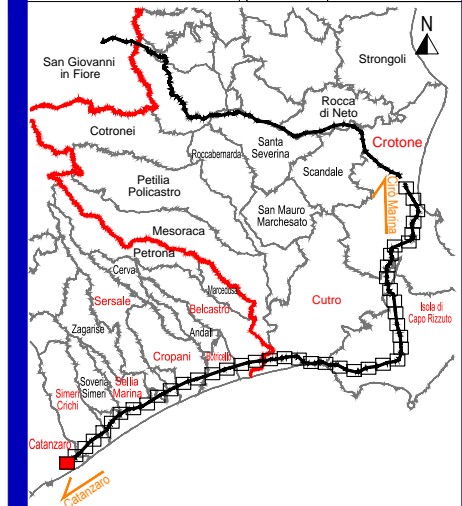 N
San Giovanni
in Fiore
Strongoli
Rocca
di Neto
Cotronei
Crotone
Santa
Severina
Roccabernarda
Scandale
Petilia
Policastro
Cirò Marina
San Mauro
Marchesato
Mesoraca
Petrona
Cerva
Marcedusa
Sersale
Belcastro
Cutro
Isola di
Capo Rizzuto
Zagarise
Andali
Cropani
Botricello
Soveria
Simeri
Sellia
Marina
Simeri
Crichi
Catanzaro
Catanzaro